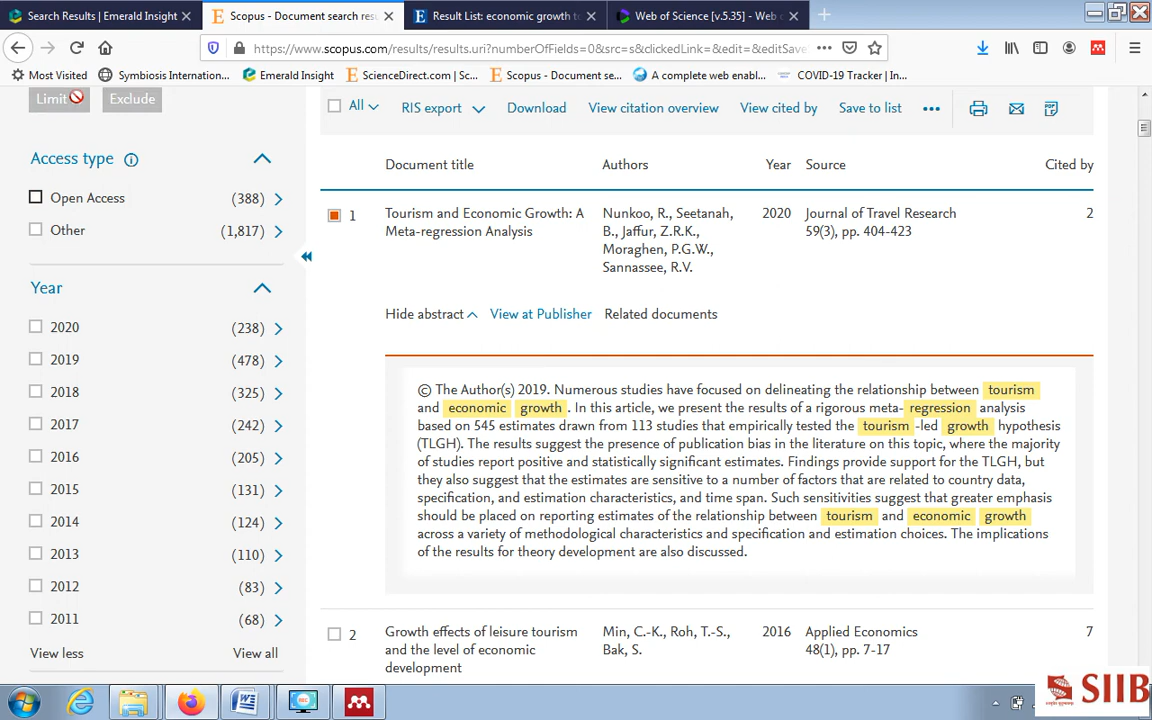 Search Results | Emerald Insight
Scopus - Document search resu
Result List: economic growth to
Web of Science [v.5.35] - Web o
https://www.scopus.com/results/results.uri?numberOfFields=0&src=s&clickedLink=&edit=&editSave
Most Visited
Symbiosis Internation...
Emerald Insight
ScienceDirect.com | Sc...
Scopus - Document se...
A complete web enabl...
COVID-19 Tracker | In...
Limit
Exclude
All
RIS export
Download
View citation overview
View cited by
Save to list
Access type
Open Access (388)
Other (1,817)
Year
2020 (238)
2019 (478)
2018 (325)
2017 (242)
2016 (205)
2015 (131)
2014 (124)
2013 (110)
2012 (83)
2011 (68)
View less View all
Document title Authors Year Source Cited by
1 Tourism and Economic Growth: A Nunkoo, R., Seetanah, 2020 Journal of Travel Research 2
Meta-regression Analysis B., Jaffur, Z.R.K., 59(3), pp. 404-423
Moraghen, P.G.W.,
Sannassee, R.V.
Hide abstract View at Publisher Related documents
© The Author(s) 2019. Numerous studies have focused on delineating the relationship between tourism
and economic growth . In this article, we present the results of a rigorous meta- regression analysis
based on 545 estimates drawn from 113 studies that empirically tested the tourism -led growth hypothesis
(TLGH). The results suggest the presence of publication bias in the literature on this topic, where the majority
of studies report positive and statistically significant estimates. Findings provide support for the TLGH, but
they also suggest that the estimates are sensitive to a number of factors that are related to country data,
specification, and estimation characteristics, and time span. Such sensitivities suggest that greater emphasis
should be placed on reporting estimates of the relationship between tourism and economic growth
across a variety of methodological characteristics and specification and estimation choices. The implications
of the results for theory development are also discussed.
2 Growth effects of leisure tourism Min, C.-K., Roh, T.-S., 2016 Applied Economics 7
and the level of economic Bak, S. 48(1), pp. 7-17
development
SIIB